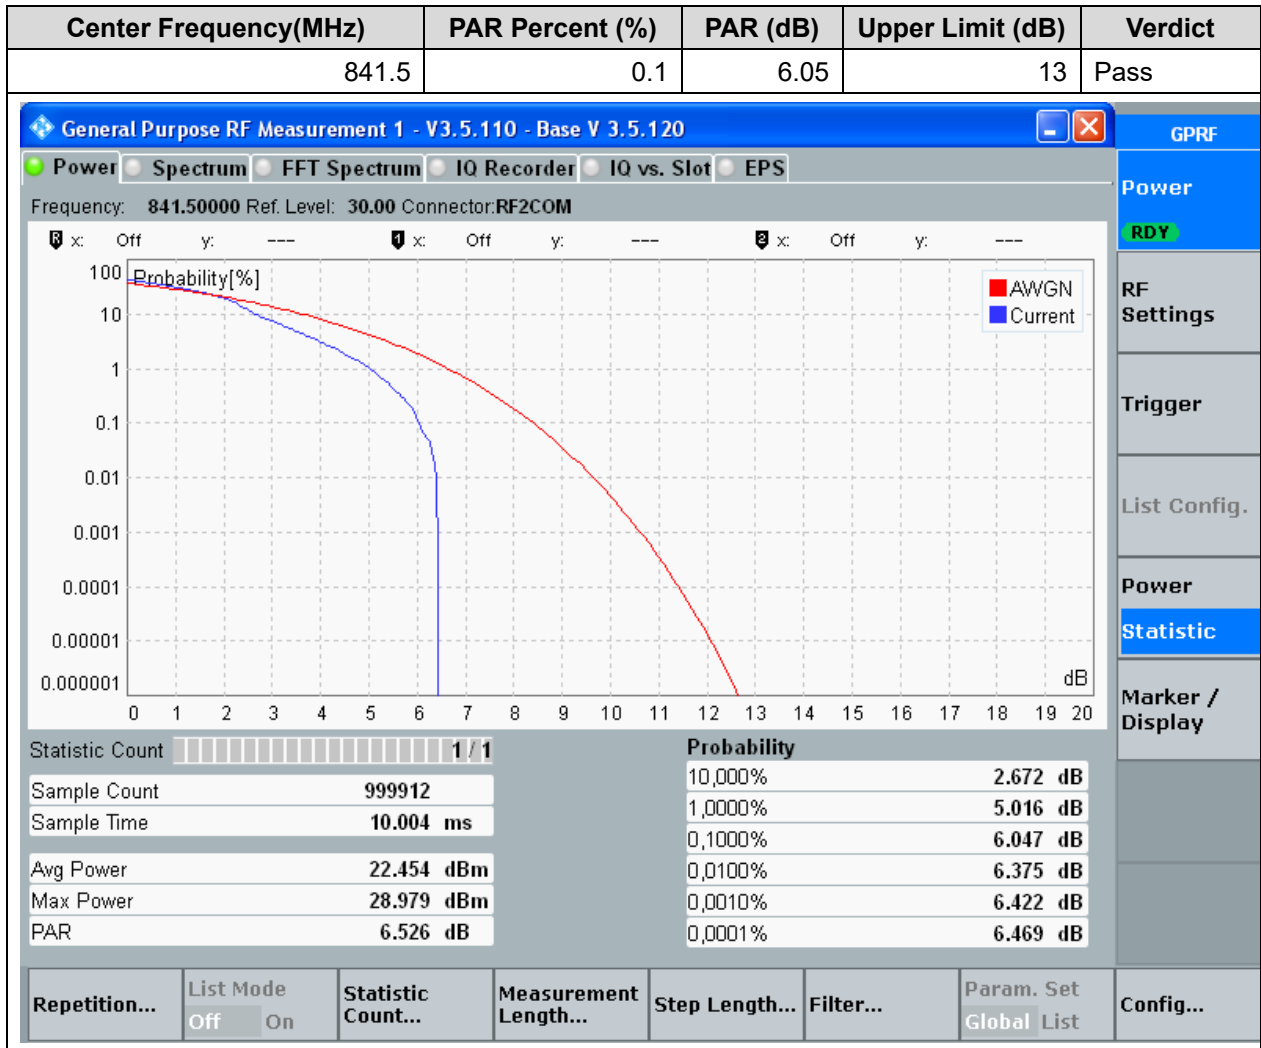 Center Frequency(MHz) PAR Percent (%) PAR (dB) Upper Limit (dB) Verdict
841.5 0.1 6.05 13 Pass
General Purpose RF Measurement 1 - V3.5.110 - Base V 3.5.120
GPRF
Power Spectrum FFT Spectrum IQ Recorder IQ vs. Slot EPS
Frequency: 841.50000 Ref. Level: 30.00 Connector:RF2COM
R x: Off y: --- 1 x: Off y: --- 2 x: Off y: ---
Probability[%]
AWGN
Current
100
10
1
0.1
0.01
0.001
0.0001
0.00001
0.000001
dB
0 1 2 3 4 5 6 7 8 9 10 11 12 13 14 15 16 17 18 19 20
Statistic Count 1 / 1
Sample Count 999912
Sample Time 10.004 ms
Avg Power 22.454 dBm
Max Power 28.979 dBm
PAR 6.526 dB
Probability
10,000% 2.672 dB
1,0000% 5.016 dB
0,1000% 6.047 dB
0,0100% 6.375 dB
0,0010% 6.422 dB
0,0001% 6.469 dB
Power
RDY
RF
Settings
Trigger
List Config.
Power
Statistic
Marker /
Display
Repetition...
List Mode
Off On
Statistic
Count...
Measurement
Length...
Step Length...
Filter...
Param. Set
Global List
Config...